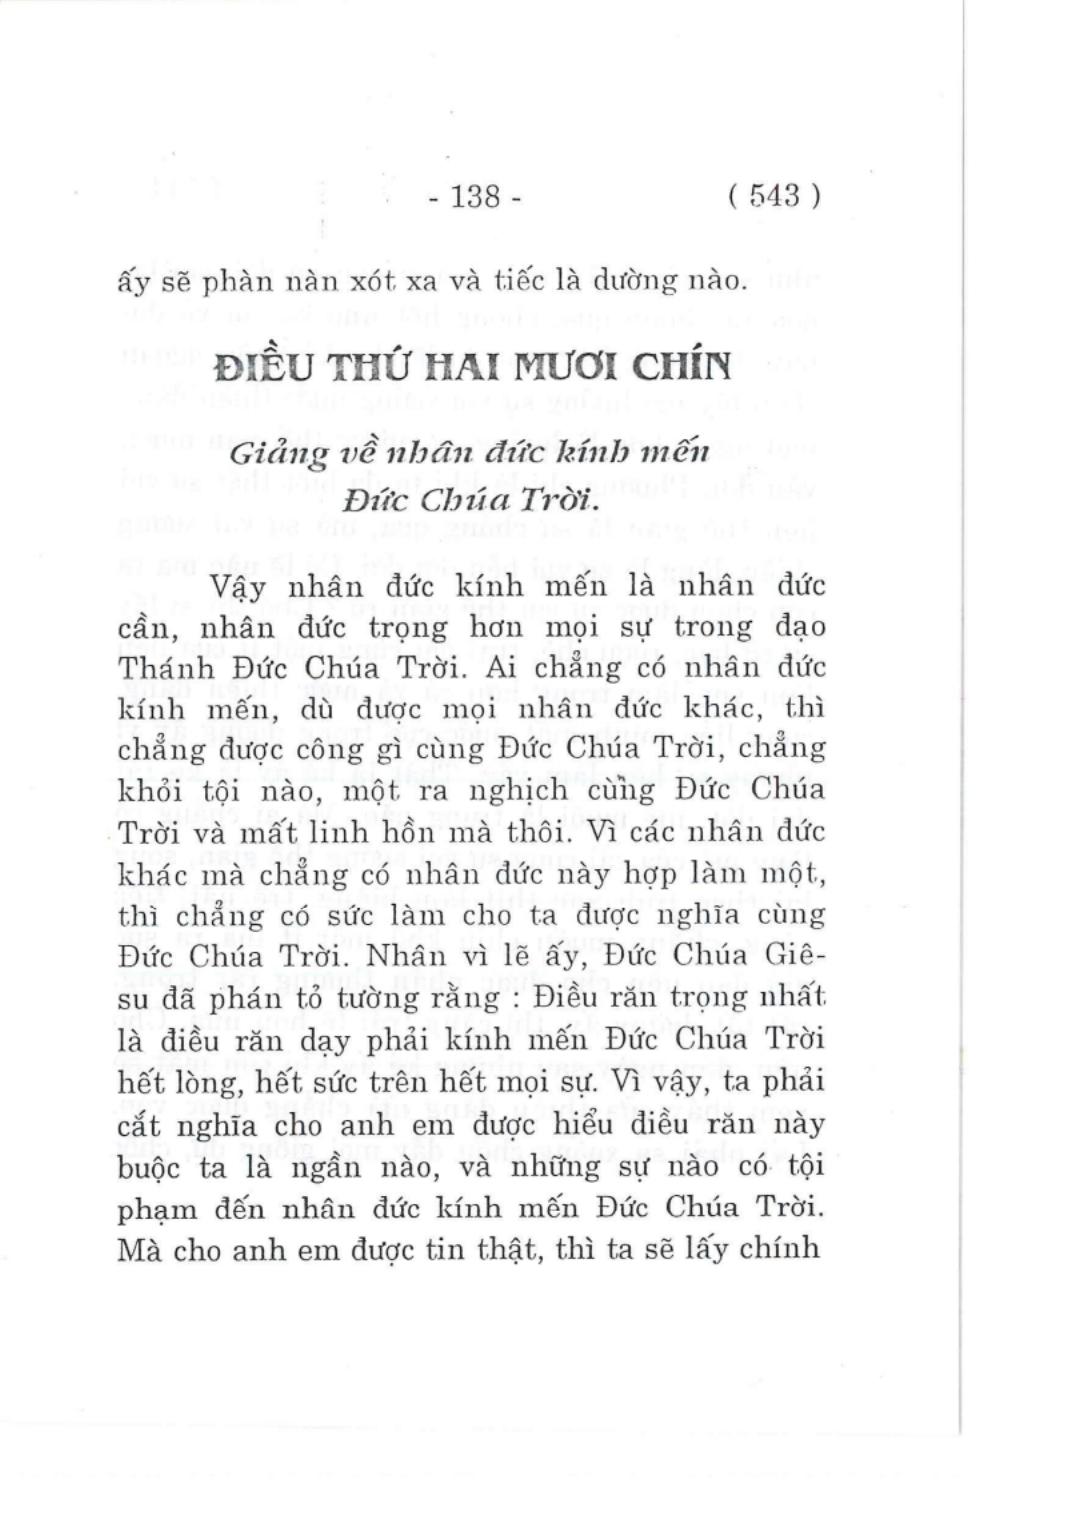 - 138 -
( 543 )
ấy sẽ phàn nàn xót xa và tiếc là dường nào.
ĐIỀU THỨ HAI MƯƠI CHÍN
Giảng về nhân đức kính mến
Đức Chúa Trời.
Vậy nhân đức kính mến là nhân đức
cần, nhân đức trọng hơn mọi sự trong đạo
Thánh Đức Chúa Trời. Ai chẳng có nhân đức
kính mến, dù được mọi nhân đức khác, thì
chẳng được công gì cùng Đức Chúa Trời, chẳng
khỏi tội nào, một ra nghịch cùng Đức Chúa
Trời và mất linh hồn mà thôi. Vì các nhân đức
khác mà chẳng có nhân đức này hợp làm một,
thì chẳng có sức làm cho ta được nghĩa cùng
Đức Chúa Trời. Nhân vì lẽ ấy, Đức Chúa Giê-
su đã phán tỏ tường rằng : Điều răn trọng nhất
là điều răn dạy phải kính mến Đức Chúa Trời
hết lòng, hết sức trên hết mọi sự. Vì vậy, ta phải
cắt nghĩa cho anh em được hiểu điều răn này
buộc ta là ngần nào, và những sự nào có tội
phạm đến nhân đức kính mến Đức Chúa Trời.
Mà cho anh em được tin thật, thì ta sẽ lấy chính